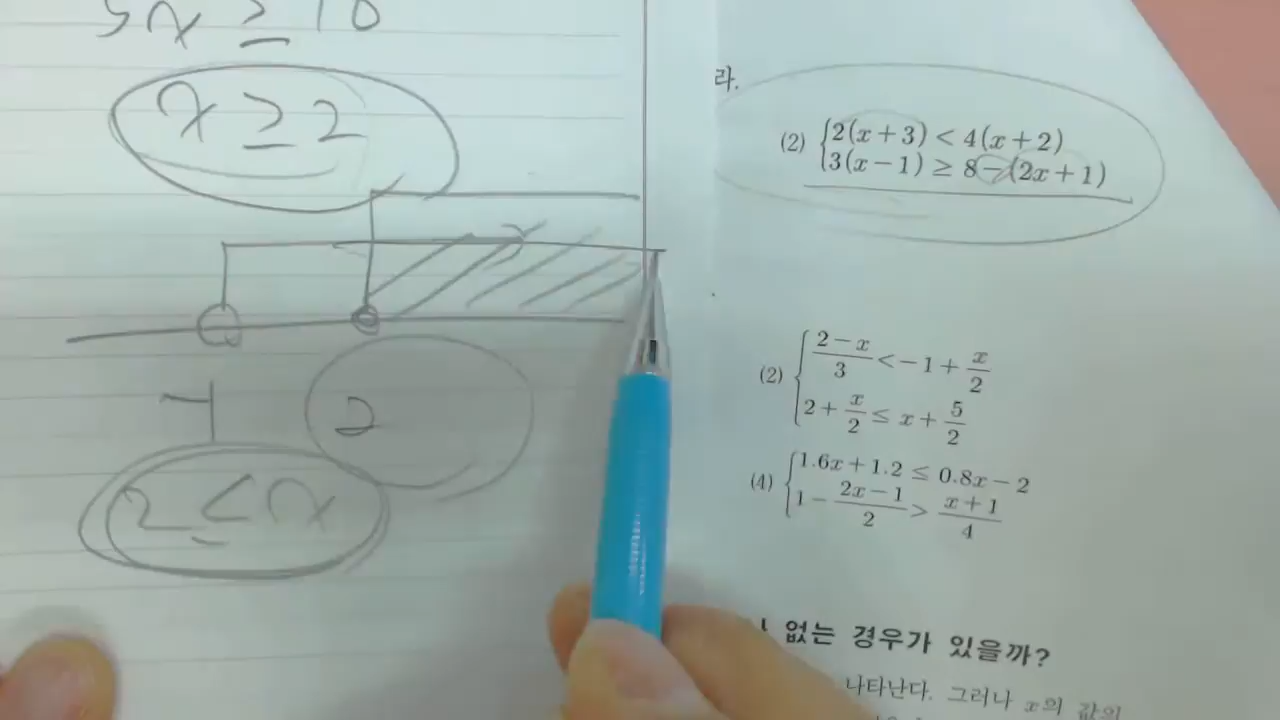 5x ≥ 10
x ≥ 2
-1 2
2 ≤ x
라.
(2) { 2(x+3) < 4(x+2)
3(x-1) ≥ 8-(2x+1)
(2) { (2-x)/3 < -1 + x/2
2 + x/2 ≤ x + 5/2
(4) { 1.6x+1.2 ≤ 0.8x-2
1 - (2x-1)/2 > (x+1)/4
없는 경우가 있을까?
나타난다. 그러나 x의 값의